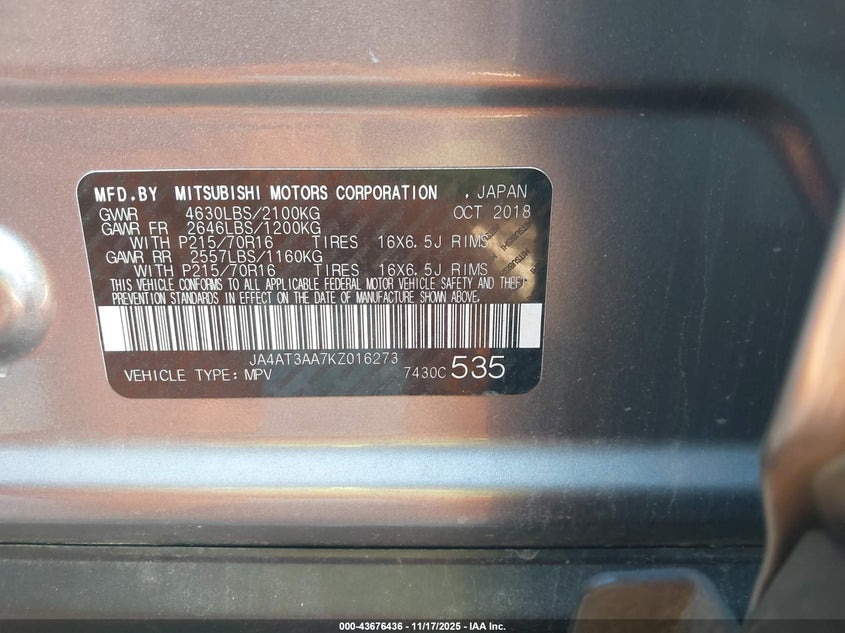 MFD.BY MITSUBISHI MOTORS CORPORATION , JAPAN
GVWR 4630LBS/2100KG OCT 2018
GAWR FR 2646LBS/1200KG
WITH P215/70R16 TIRES 16X6.5J RIMS
GAWR RR 2557LBS/1160KG
WITH P215/70R16 TIRES 16X6.5J RIMS
THIS VEHICLE CONFORMS TO ALL APPLICABLE FEDERAL MOTOR VEHICLE SAFETY AND THEFT
PREVENTION STANDARDS IN EFFECT ON THE DATE OF MANUFACTURE SHOWN ABOVE.
JA4AT3AA7KZ016273
VEHICLE TYPE: MPV 7430C 535
000-43676436 - 11/17/2025 - IAA Inc.